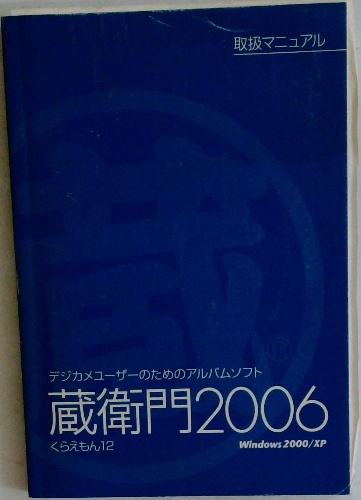 取扱マニュアル
蔵
デジカメユーザーのためのアルバムソフト
蔵衛門2006
くらえもん12
Windows 2000/XP